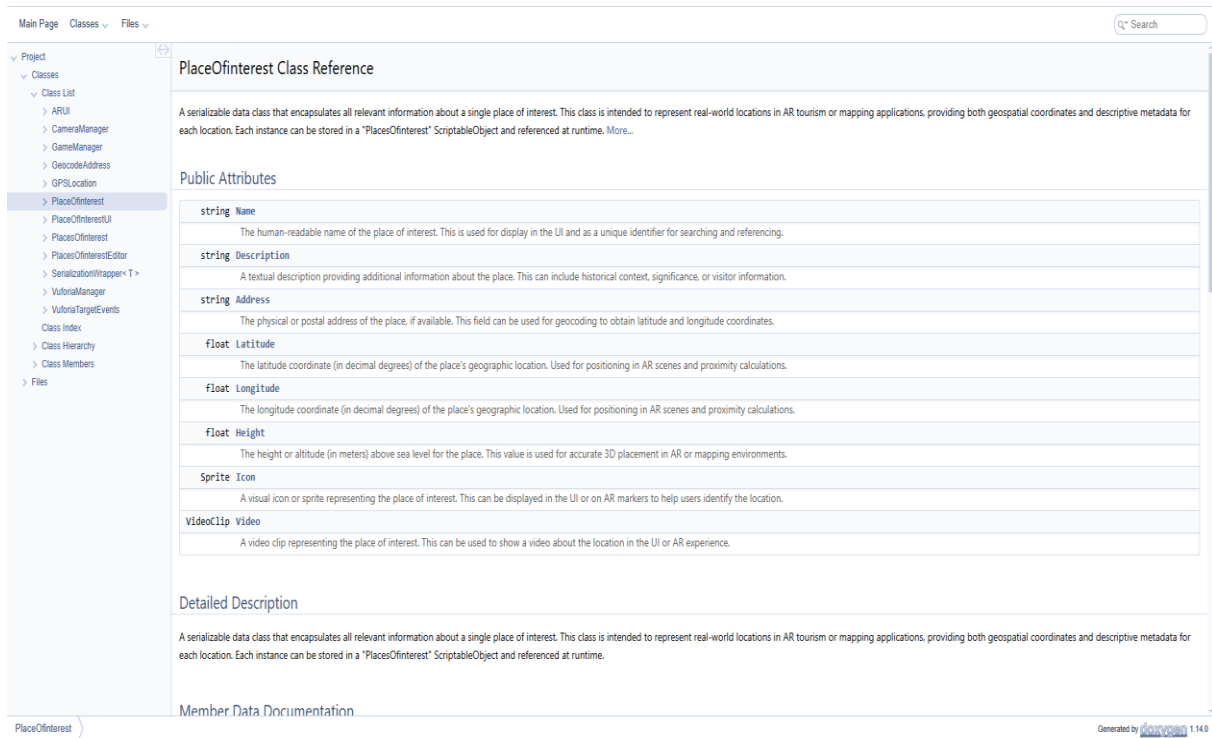 Main Page Classes Files Search
Project
Classes
Class List
ARUI
CameraManager
GameManager
GeocodeAddress
GPSLocation
PlaceOfInterest
PlaceOfInterestUI
PlacesOfInterest
PlacesOfInterestEditor
SerializationWrapper< T >
VuforiaManager
VuforiaTargetEvents
Class Index
Class Hierarchy
Class Members
Files
PlaceOfInterest Class Reference
A serializable data class that encapsulates all relevant information about a single place of interest. This class is intended to represent real-world locations in AR tourism or mapping applications, providing both geospatial coordinates and descriptive metadata for
each location. Each instance can be stored in a "PlacesOfInterest" ScriptableObject and referenced at runtime. More...
Public Attributes
string Name
The human-readable name of the place of interest. This is used for display in the UI and as a unique identifier for searching and referencing.
string Description
A textual description providing additional information about the place. This can include historical context, significance, or visitor information.
string Address
The physical or postal address of the place, if available. This field can be used for geocoding to obtain latitude and longitude coordinates.
float Latitude
The latitude coordinate (in decimal degrees) of the place's geographic location. Used for positioning in AR scenes and proximity calculations.
float Longitude
The longitude coordinate (in decimal degrees) of the place's geographic location. Used for positioning in AR scenes and proximity calculations.
float Height
The height or altitude (in meters) above sea level for the place. This value is used for accurate 3D placement in AR or mapping environments.
Sprite Icon
A visual icon or sprite representing the place of interest. This can be displayed in the UI or on AR markers to help users identify the location.
VideoClip Video
A video clip representing the place of interest. This can be used to show a video about the location in the UI or AR experience.
Detailed Description
A serializable data class that encapsulates all relevant information about a single place of interest. This class is intended to represent real-world locations in AR tourism or mapping applications, providing both geospatial coordinates and descriptive metadata for
each location. Each instance can be stored in a "PlacesOfInterest" ScriptableObject and referenced at runtime.
Member Data Documentation
PlaceOfInterest
Generated by doxygen 1.14.0